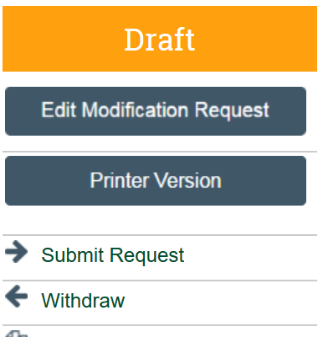 Draft
Edit Modification Request
Printer Version
Submit Request
Withdraw